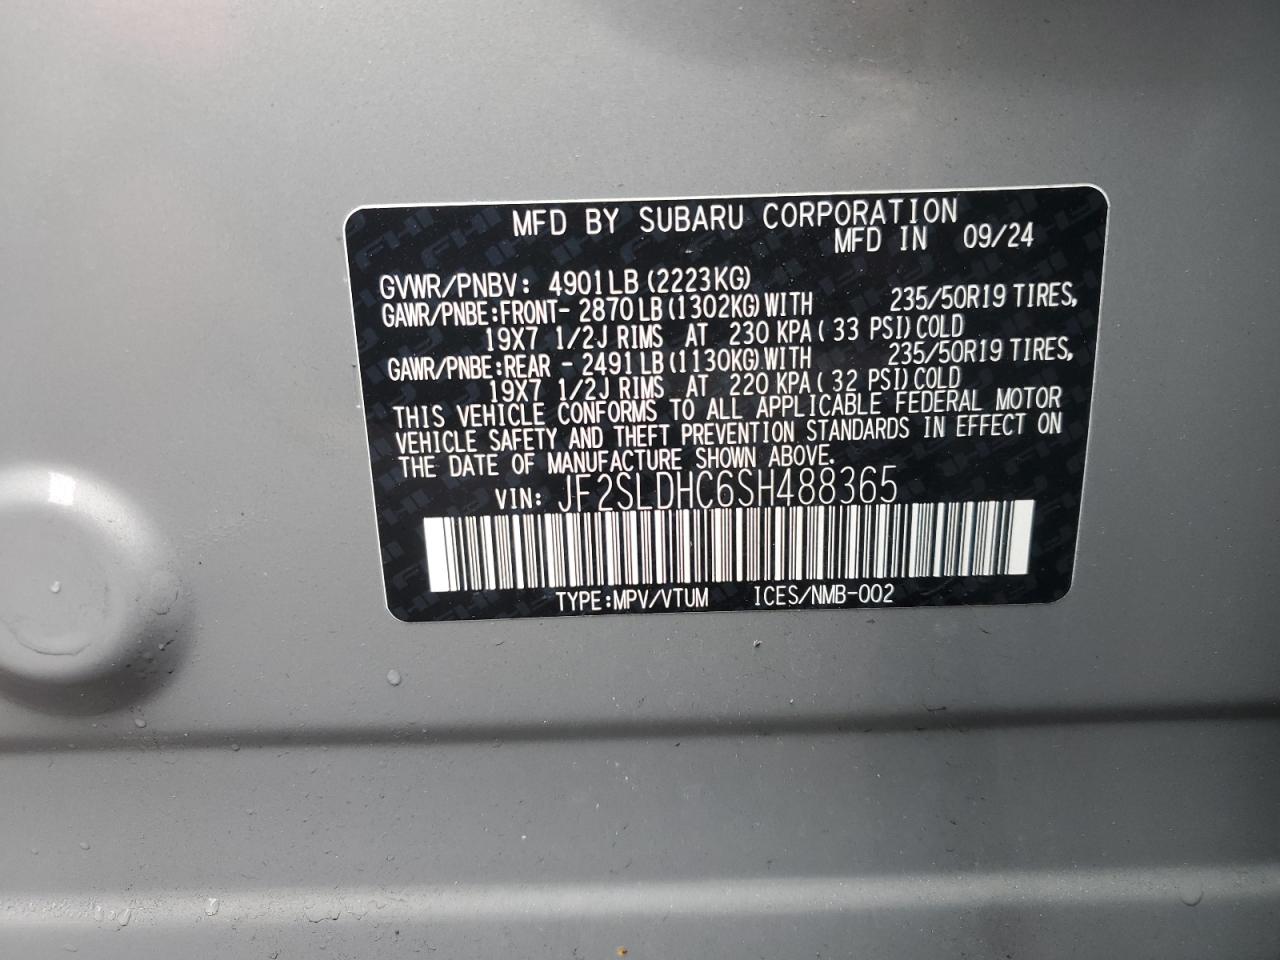 MFD BY SUBARU CORPORATION
MFD IN 09/24
GVWR/PNBV: 4901LB (2223KG)
GAWR/PNBE:FRONT- 2870 LB (1302KG) WITH 235/50R19 TIRES,
19X7 1/2J RIMS AT 230 KPA ( 33 PSI) COLD
GAWR/PNBE:REAR - 2491 LB (1130KG) WITH 235/50R19 TIRES,
19X7 1/2J RIMS AT 220 KPA ( 32 PSI) COLD
THIS VEHICLE CONFORMS TO ALL APPLICABLE FEDERAL MOTOR
VEHICLE SAFETY AND THEFT PREVENTION STANDARDS IN EFFECT ON
THE DATE OF MANUFACTURE SHOWN ABOVE.
VIN: JF2SLDHC6SH488365
TYPE:MPV/VTUM ICES/NMB-002